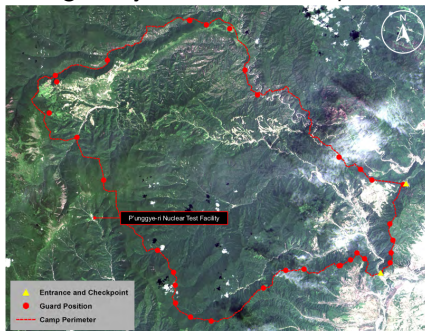 N
P'unggye-ri Nuclear Test Facility
Entrance and Checkpoint
Guard Position
Camp Perimeter